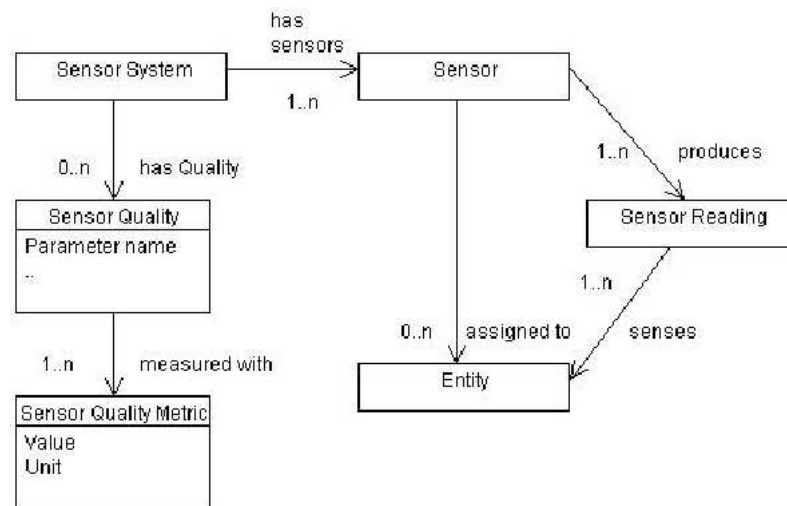 has
sensors
Sensor System
Sensor
1..n
1..n
produces
0..n
has Quality
Sensor Quality
Parameter name
..
Sensor Reading
1..n
0..n
assigned to
senses
1..n
measured with
Entity
Sensor Quality Metric
Value
Unit